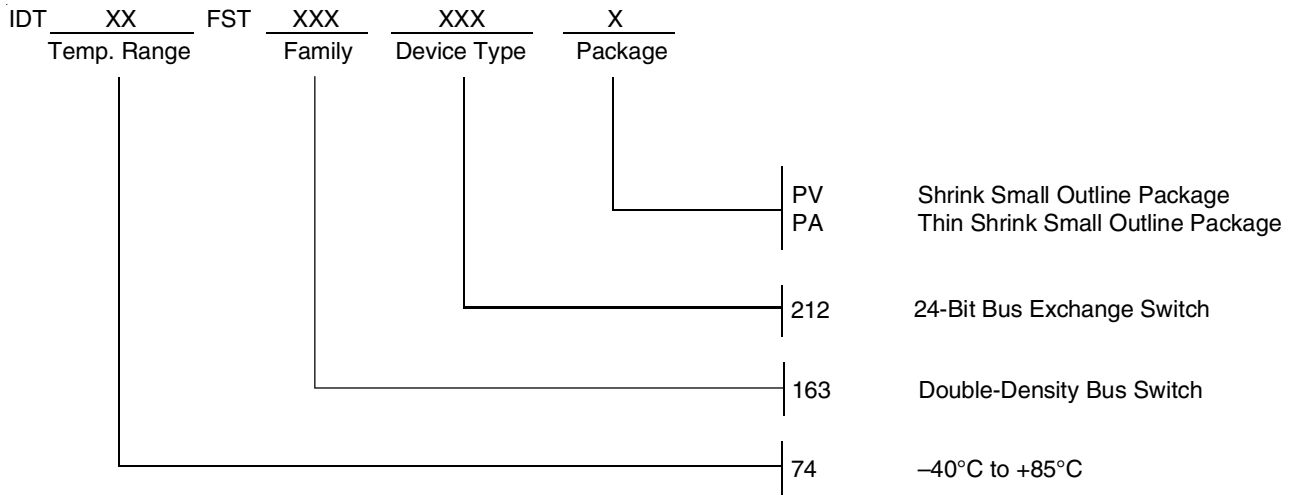 IDT XX FST XXX XXX X
Temp. Range Family Device Type Package
PV Shrink Small Outline Package
PA Thin Shrink Small Outline Package
212 24-Bit Bus Exchange Switch
163 Double-Density Bus Switch
74 –40°C to +85°C